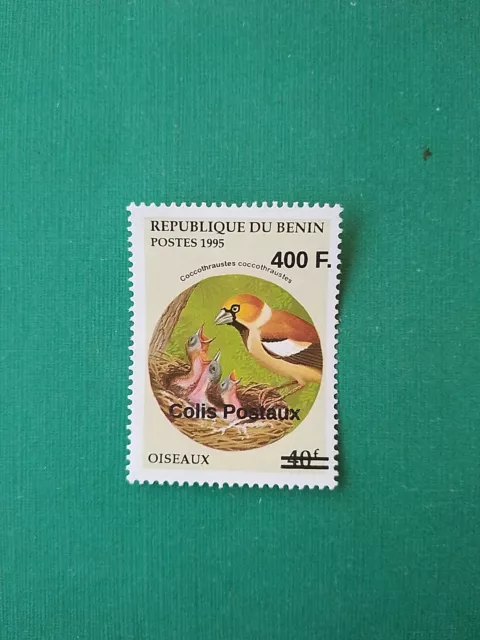 REPUBLIQUE DU BENIN
POSTES 1995
400 F.
Coccothraustes coccothraustes
Colis Postaux
OISEAUX
40f